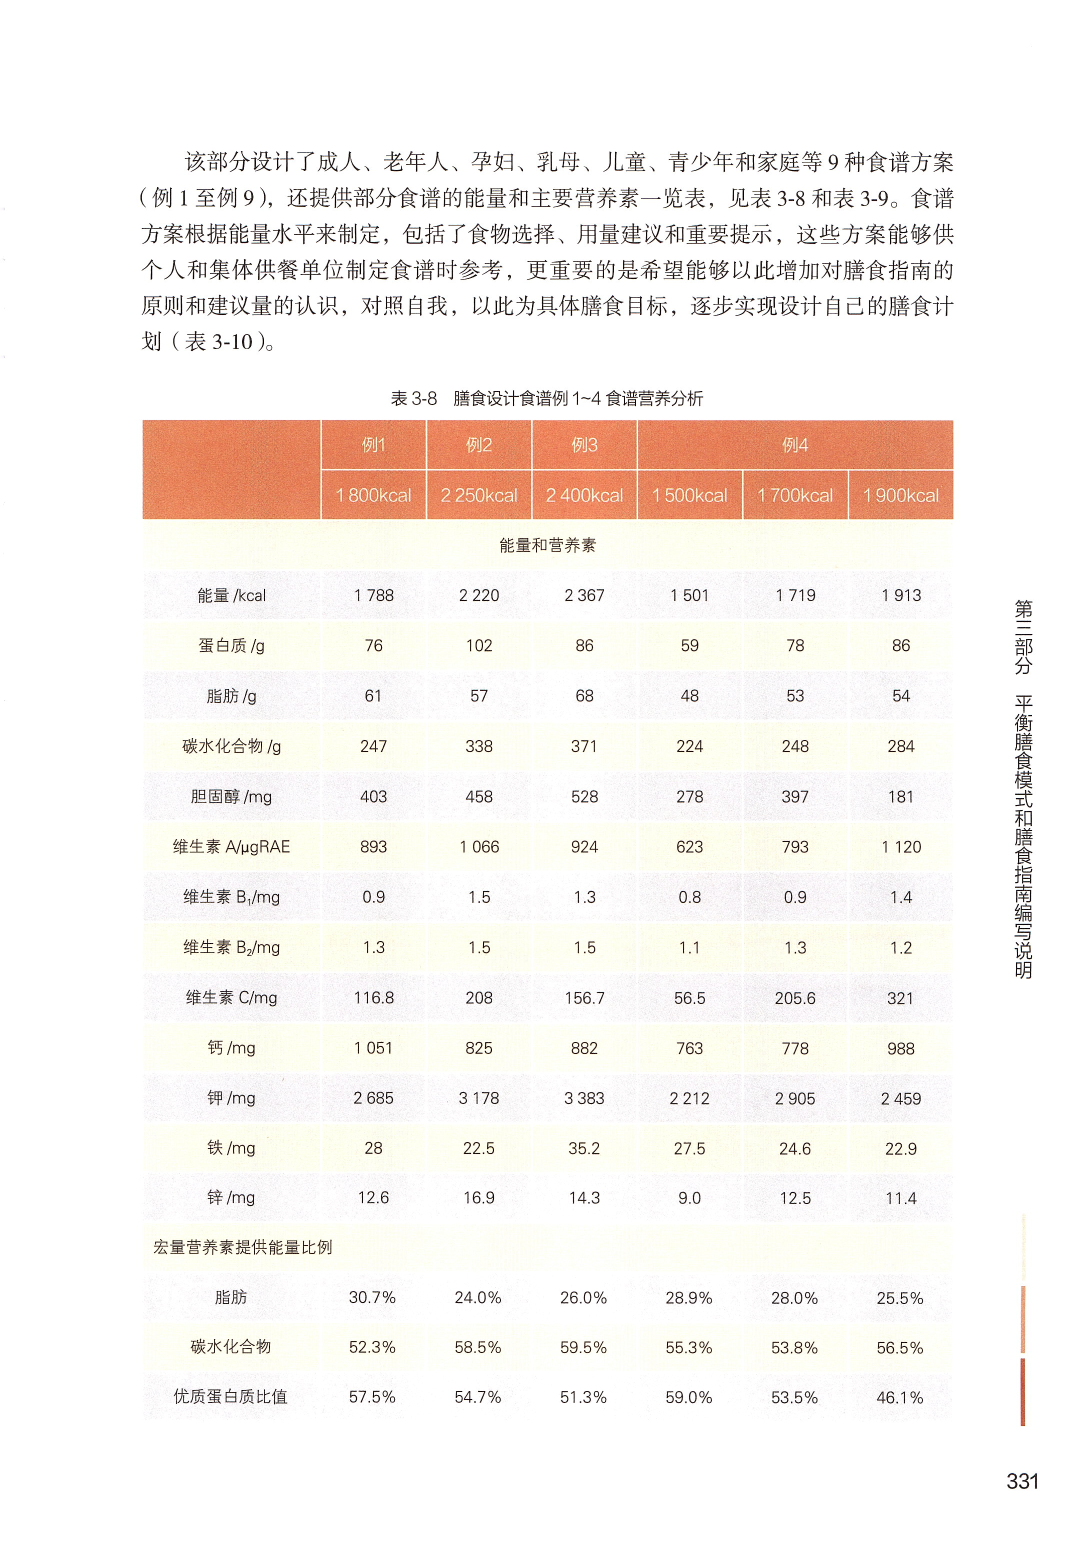 该部分设计了成人、老年人、孕妇、乳母、儿童、青少年和家庭等 9 种食谱方案
（例 1 至例 9），还提供部分食谱的能量和主要营养素一览表，见表 3-8 和表 3-9。食谱
方案根据能量水平来制定，包括了食物选择、用量建议和重要提示，这些方案能够供
个人和集体供餐单位制定食谱时参考，更重要的是希望能够以此增加对膳食指南的
原则和建议量的认识，对照自我，以此为具体膳食目标，逐步实现设计自己的膳食计
划（表 3-10）。
表 3-8 膳食设计食谱例 1~4 食谱营养分析
例1 例2 例3 例4
1 800kcal 2 250kcal 2 400kcal 1 500kcal 1 700kcal 1 900kcal
能量和营养素
能量 /kcal 1 788 2 220 2 367 1 501 1 719 1 913
蛋白质 /g 76 102 86 59 78 86
脂肪 /g 61 57 68 48 53 54
碳水化合物 /g 247 338 371 224 248 284
胆固醇 /mg 403 458 528 278 397 181
维生素 A/μgRAE 893 1 066 924 623 793 1 120
维生素 B₁/mg 0.9 1.5 1.3 0.8 0.9 1.4
维生素 B₂/mg 1.3 1.5 1.5 1.1 1.3 1.2
维生素 C/mg 116.8 208 156.7 56.5 205.6 321
钙 /mg 1 051 825 882 763 778 988
钾 /mg 2 685 3 178 3 383 2 212 2 905 2 459
铁 /mg 28 22.5 35.2 27.5 24.6 22.9
锌 /mg 12.6 16.9 14.3 9.0 12.5 11.4
宏量营养素提供能量比例
脂肪 30.7% 24.0% 26.0% 28.9% 28.0% 25.5%
碳水化合物 52.3% 58.5% 59.5% 55.3% 53.8% 56.5%
优质蛋白质比值 57.5% 54.7% 51.3% 59.0% 53.5% 46.1%
第三部分 平衡膳食模式和膳食指南编写说明
331